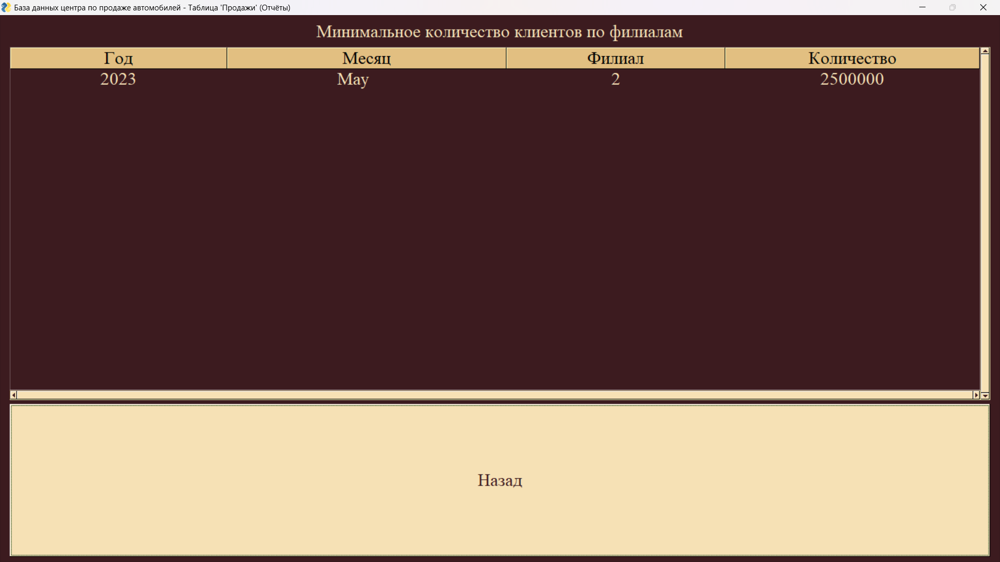 База данных центра по продаже автомобилей - Таблица 'Продажи' (Отчёты)
Минимальное количество клиентов по филиалам
Год Месяц Филиал Количество
2023 May 2 2500000
Назад